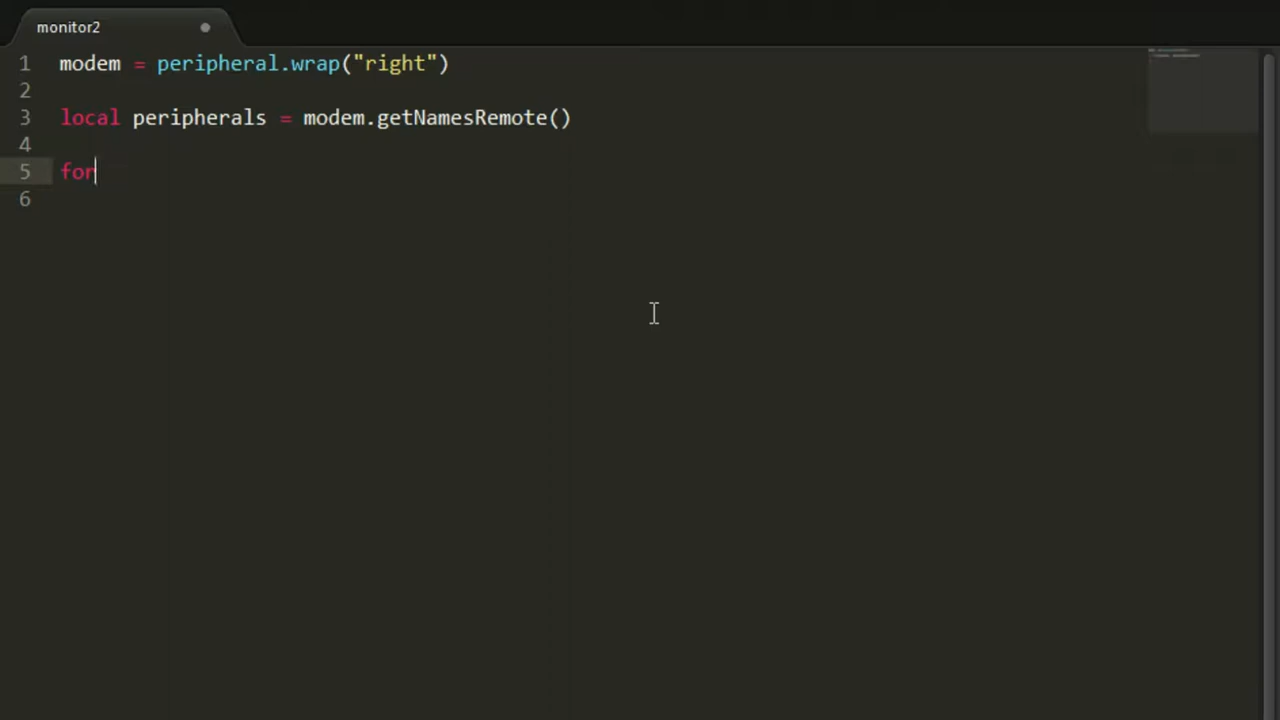 monitor2
1 modem = peripheral.wrap("right")
2
3 local peripherals = modem.getNamesRemote()
4
5 for
6